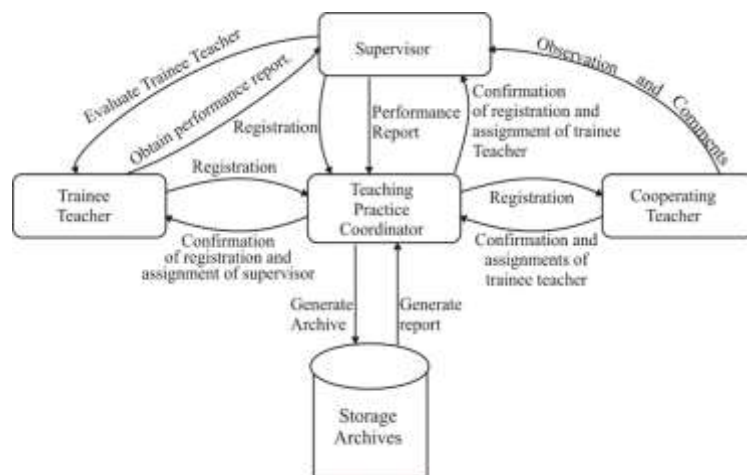 Supervisor
Evaluate Trainee Teacher
Obtain performance report
Registration
Performance
Report
Confirmation
of registration and
assignment of trainee
Teacher
Observation and Comments
Trainee
Teacher
Registration
Teaching
Practice
Coordinator
Registration
Cooperating
Teacher
Confirmation
of registration and
assignment of supervisor
Confirmation and
assignments of
trainee teacher
Generate
Archive
Generate
report
Storage
Archives